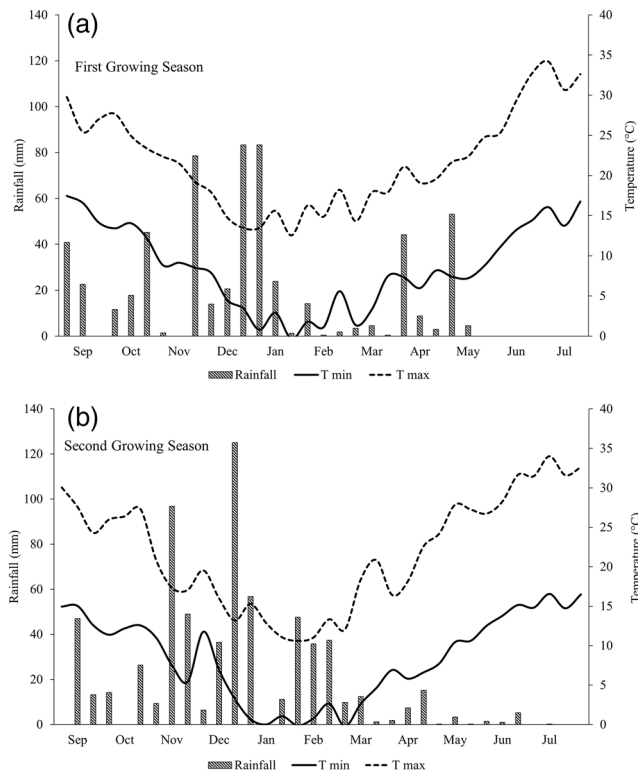 (a)
First Growing Season
Rainfall (mm)
140
120
100
80
60
40
20
0
Temperature (°C)
40
35
30
25
20
15
10
5
0
Sep Oct Nov Dec Jan Feb Mar Apr May Jun Jul
Rainfall T min T max
(b)
Second Growing Season
Rainfall (mm)
140
120
100
80
60
40
20
0
Temperature (°C)
40
35
30
25
20
15
10
5
0
Sep Oct Nov Dec Jan Feb Mar Apr May Jun Jul
Rainfall T min T max